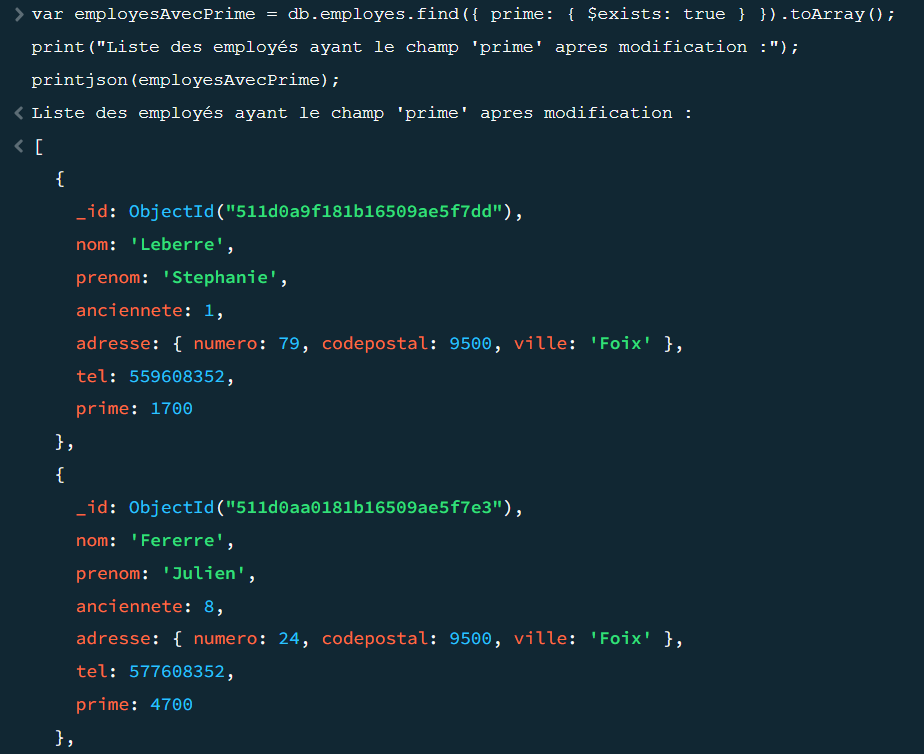 > var employesAvecPrime = db.employes.find({ prime: { $exists: true } }).toArray();
print("Liste des employés ayant le champ 'prime' apres modification :");
printjson(employesAvecPrime);
< Liste des employés ayant le champ 'prime' apres modification :
< [
{
_id: ObjectId("511d0a9f181b16509ae5f7dd"),
nom: 'Leberre',
prenom: 'Stephanie',
anciennete: 1,
adresse: { numero: 79, codepostal: 9500, ville: 'Foix' },
tel: 559608352,
prime: 1700
},
{
_id: ObjectId("511d0aa0181b16509ae5f7e3"),
nom: 'Fererre',
prenom: 'Julien',
anciennete: 8,
adresse: { numero: 24, codepostal: 9500, ville: 'Foix' },
tel: 577608352,
prime: 4700
},